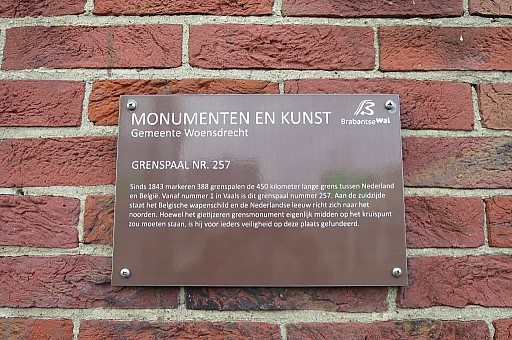 MONUMENTEN EN KUNST
Gemeente Woensdrecht
BrabantseWal
GRENSPAAL NR. 257
Sinds 1843 markeren 388 grenspalen de 450 kilometer lange grens tussen Nederland
en België. Vanaf nummer 1 in Vaals is dit grenspaal nummer 257. Aan de zuidzijde
staat het Belgische wapenschild en de Nederlandse leeuw richt zich naar het
noorden. Hoewel het gietijzeren grensmonument eigenlijk midden op het kruispunt
zou moeten staan, is hij voor ieders veiligheid op deze plaats gefundeerd.